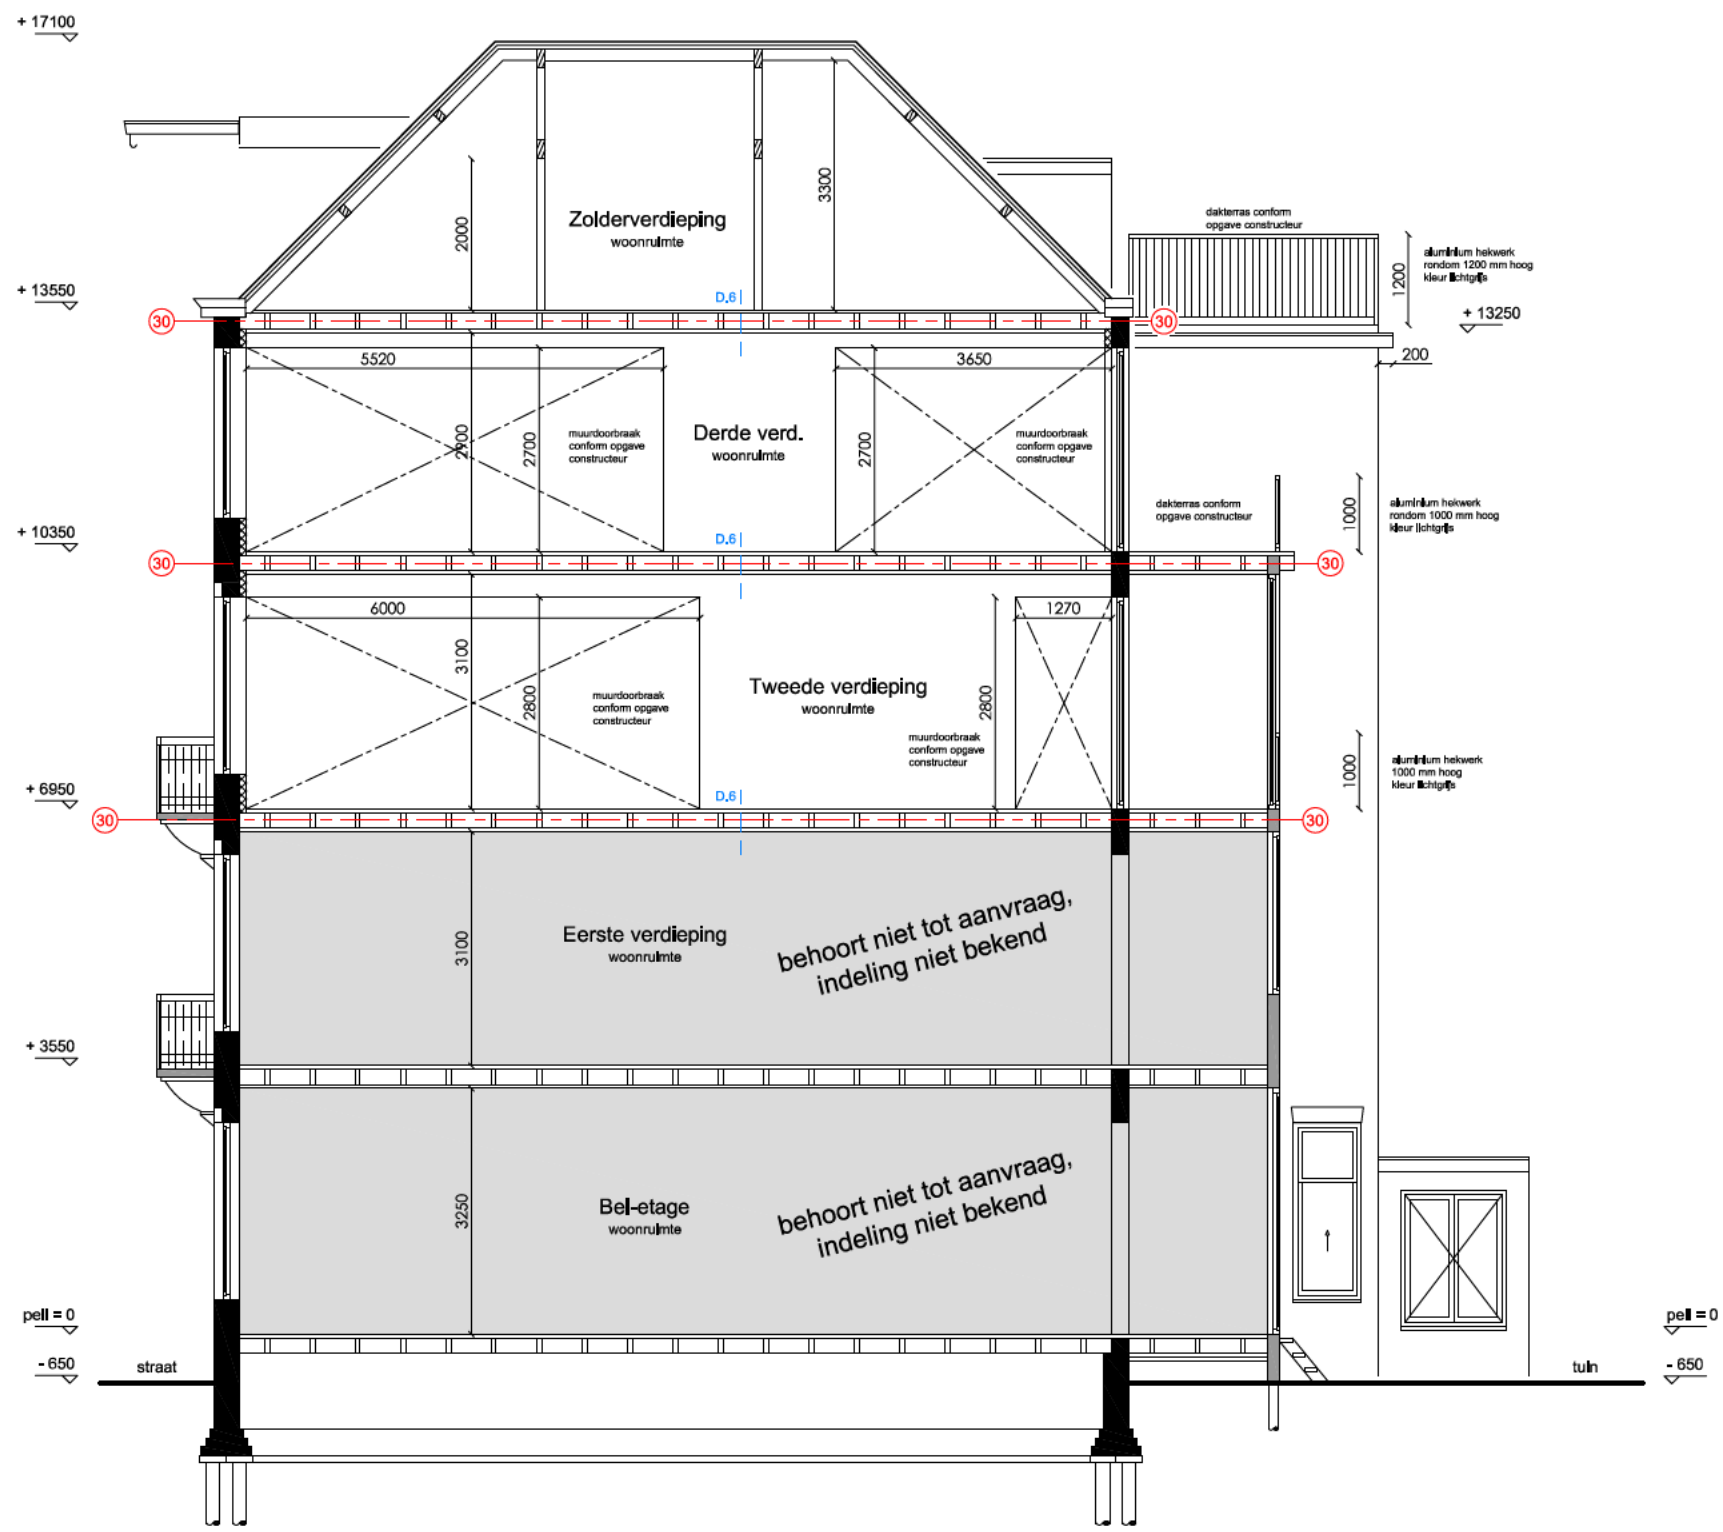 + 17100
3300
2000
Zolderverdieping
woonruimte
dakterras conform
opgave constructeur
aluminium hekwerk
rondom 1200 mm hoog
kleur lichtgrijs
1200
+ 13550
D.6
+ 13250
30
30
200
5520
3650
2900
2700
muurdoorbraak
conform opgave
constructeur
Derde verd.
woonruimte
2700
muurdoorbraak
conform opgave
constructeur
dakterras conform
opgave constructeur
1000
aluminium hekwerk
rondom 1000 mm hoog
kleur lichtgrijs
+ 10350
D.6
30
30
6000
1270
3100
2800
muurdoorbraak
conform opgave
constructeur
Tweede verdieping
woonruimte
2800
muurdoorbraak
conform opgave
constructeur
1000
aluminium hekwerk
1000 mm hoog
kleur lichtgrijs
+ 6950
D.6
30
30
3100
Eerste verdieping
woonruimte
behoort niet tot aanvraag,
indeling niet bekend
+ 3550
3250
Bel-etage
woonruimte
behoort niet tot aanvraag,
indeling niet bekend
peil = 0
peil = 0
- 650
straat
tuin
- 650